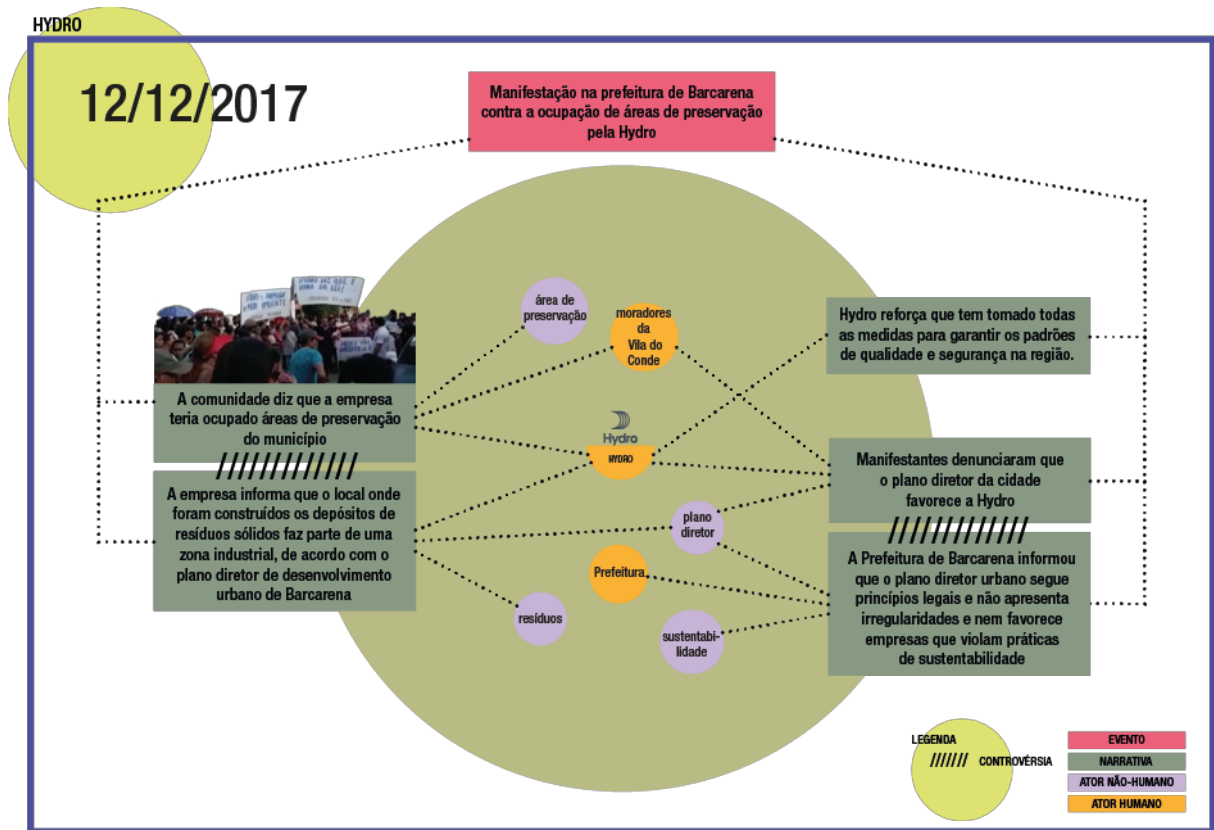 HYDRO
12/12/2017
Manifestação na prefeitura de Barcarena
contra a ocupação de áreas de preservação
pela Hydro
A comunidade diz que a empresa
teria ocupado áreas de preservação
do município
A empresa informa que o local onde
foram construídos os depósitos de
resíduos sólidos faz parte de uma
zona industrial, de acordo com o
plano diretor de desenvolvimento
urbano de Barcarena
área de
preservação
moradores
da
Vila do
Conde
Hydro
HYDRO
plano
diretor
Prefeitura
resíduos
sustentabi-
lidade
Hydro reforça que tem tomado todas
as medidas para garantir os padrões
de qualidade e segurança na região.
Manifestantes denunciaram que
o plano diretor da cidade
favorece a Hydro
A Prefeitura de Barcarena informou
que o plano diretor urbano segue
princípios legais e não apresenta
irregularidades e nem favorece
empresas que violam práticas
de sustentabilidade
LEGENDA
CONTROVÉRSIA
EVENTO
NARRATIVA
ATOR NÃO-HUMANO
ATOR HUMANO